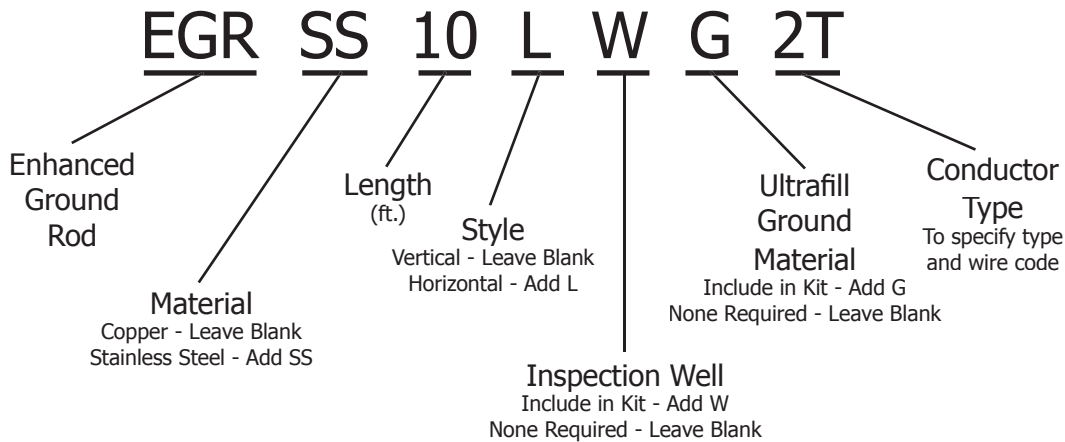 EGR SS 10 L W G 2T
Enhanced
Ground
Rod
Material
Copper - Leave Blank
Stainless Steel - Add SS
Length
(ft.)
Style
Vertical - Leave Blank
Horizontal - Add L
Inspection Well
Include in Kit - Add W
None Required - Leave Blank
Ultrafill
Ground
Material
Include in Kit - Add G
None Required - Leave Blank
Conductor
Type
To specify type
and wire code